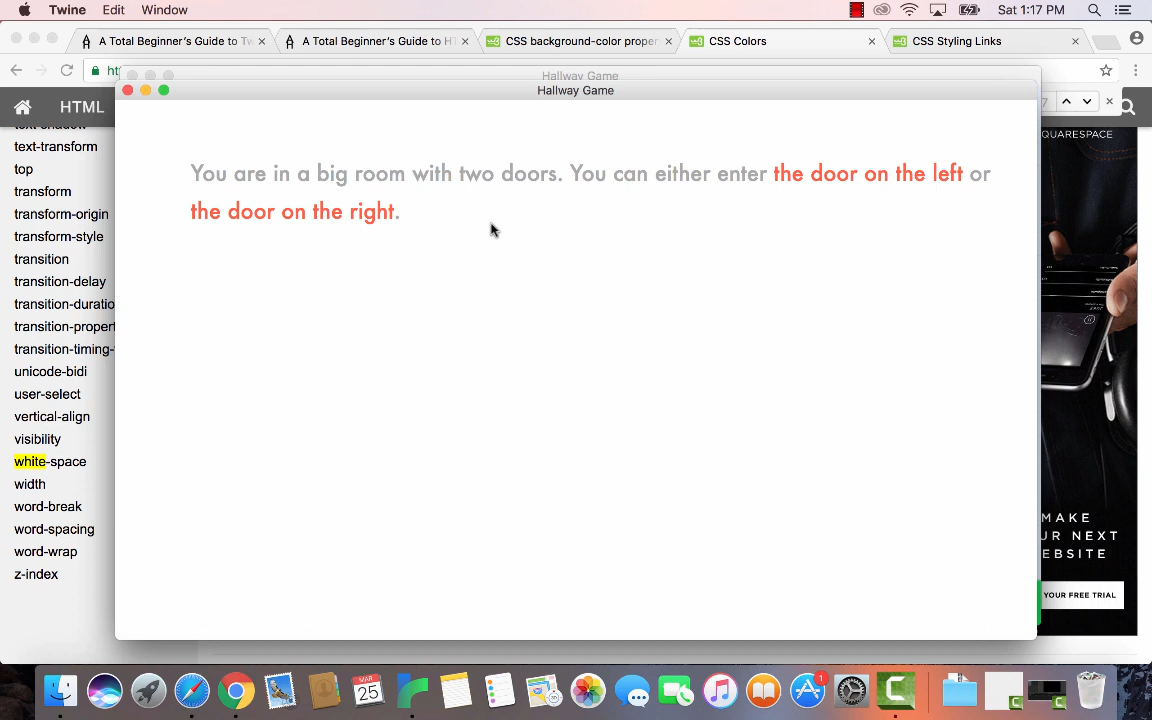 Twine Edit Window Sat 1:17 PM
A Total Beginner's Guide to Tw
A Total Beginner's Guide to HT
CSS background-color proper
CSS Colors
CSS Styling Links
Hallway Game
Hallway Game
HTML
QUARESPACE
text-transform
top
transform
transform-origin
transform-style
transition
transition-delay
transition-duratio
transition-propert
transition-timing-
unicode-bidi
user-select
vertical-align
visibility
white-space
width
word-break
word-spacing
word-wrap
z-index
You are in a big room with two doors. You can either enter the door on the left or
the door on the right.
MAKE
UR NEXT
EBSITE
YOUR FREE TRIAL
MAR
25
1